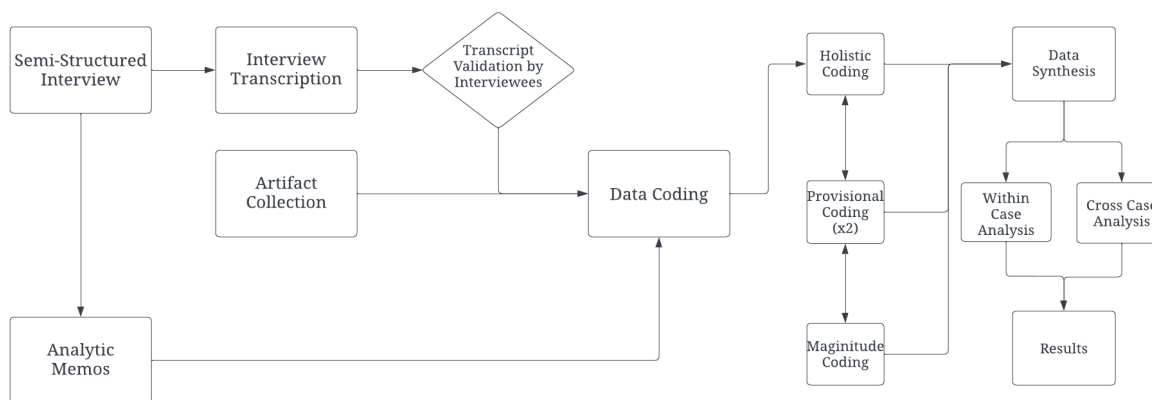 Semi-Structured
Interview
Interview
Transcription
Transcript
Validation by
Interviewees
Artifact
Collection
Analytic
Memos
Data Coding
Holistic
Coding
Provisional
Coding
(x2)
Maginitude
Coding
Data
Synthesis
Within
Case
Analysis
Cross Case
Analysis
Results